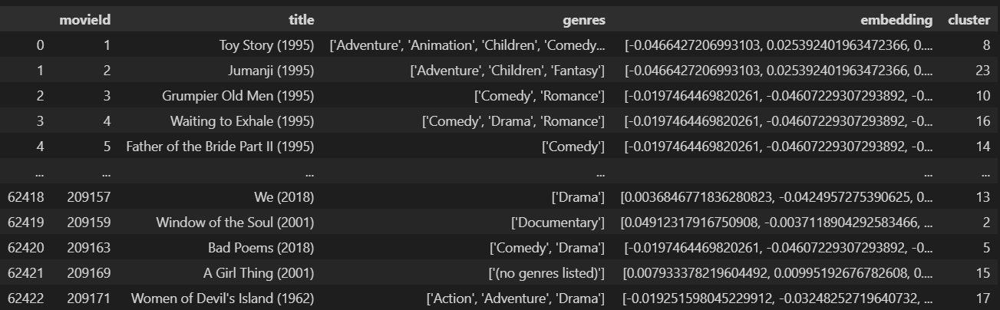 movieId title genres embedding cluster
0 1 Toy Story (1995) ['Adventure', 'Animation', 'Children', 'Comedy... [-0.0466427206993103, 0.025392401963472366, 0.... 8
1 2 Jumanji (1995) ['Adventure', 'Children', 'Fantasy'] [-0.0466427206993103, 0.025392401963472366, 0.... 23
2 3 Grumpier Old Men (1995) ['Comedy', 'Romance'] [-0.0197464469820261, -0.04607229307293892, -0... 10
3 4 Waiting to Exhale (1995) ['Comedy', 'Drama', 'Romance'] [-0.0197464469820261, -0.04607229307293892, -0... 16
4 5 Father of the Bride Part II (1995) ['Comedy'] [-0.0197464469820261, -0.04607229307293892, -0... 14
... ... ... ... ... ...
62418 209157 We (2018) ['Drama'] [0.0036846771836280823, -0.0424957275390625, 0... 13
62419 209159 Window of the Soul (2001) ['Documentary'] [0.04912317916750908, -0.0037118904292583466, ... 2
62420 209163 Bad Poems (2018) ['Comedy', 'Drama'] [-0.0197464469820261, -0.04607229307293892, -0... 5
62421 209169 A Girl Thing (2001) ['(no genres listed)'] [0.007933378219604492, 0.00995192676782608, 0.... 15
62422 209171 Women of Devil's Island (1962) ['Action', 'Adventure', 'Drama'] [-0.019251598045229912, -0.03248252719640732, ... 17